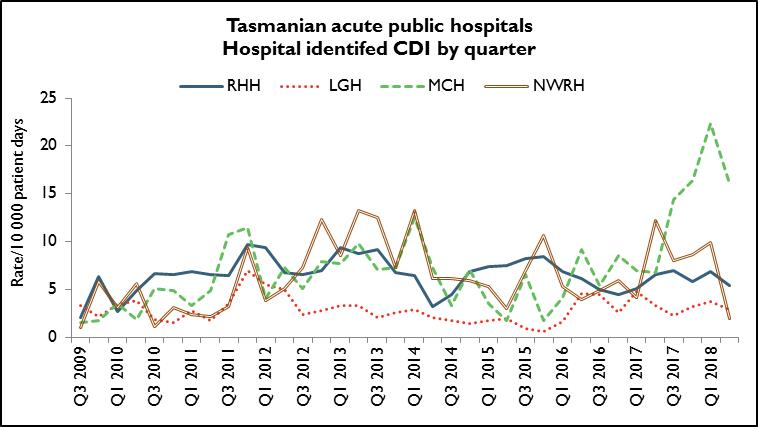 Tasmanian acute public hospitals
Hospital identifed CDI by quarter
RHH LGH MCH NWRH
Rate/10 000 patient days
25
20
15
10
5
0
Q3 2009
Q1 2010
Q3 2010
Q1 2011
Q3 2011
Q1 2012
Q3 2012
Q1 2013
Q3 2013
Q1 2014
Q3 2014
Q1 2015
Q3 2015
Q1 2016
Q3 2016
Q1 2017
Q3 2017
Q1 2018